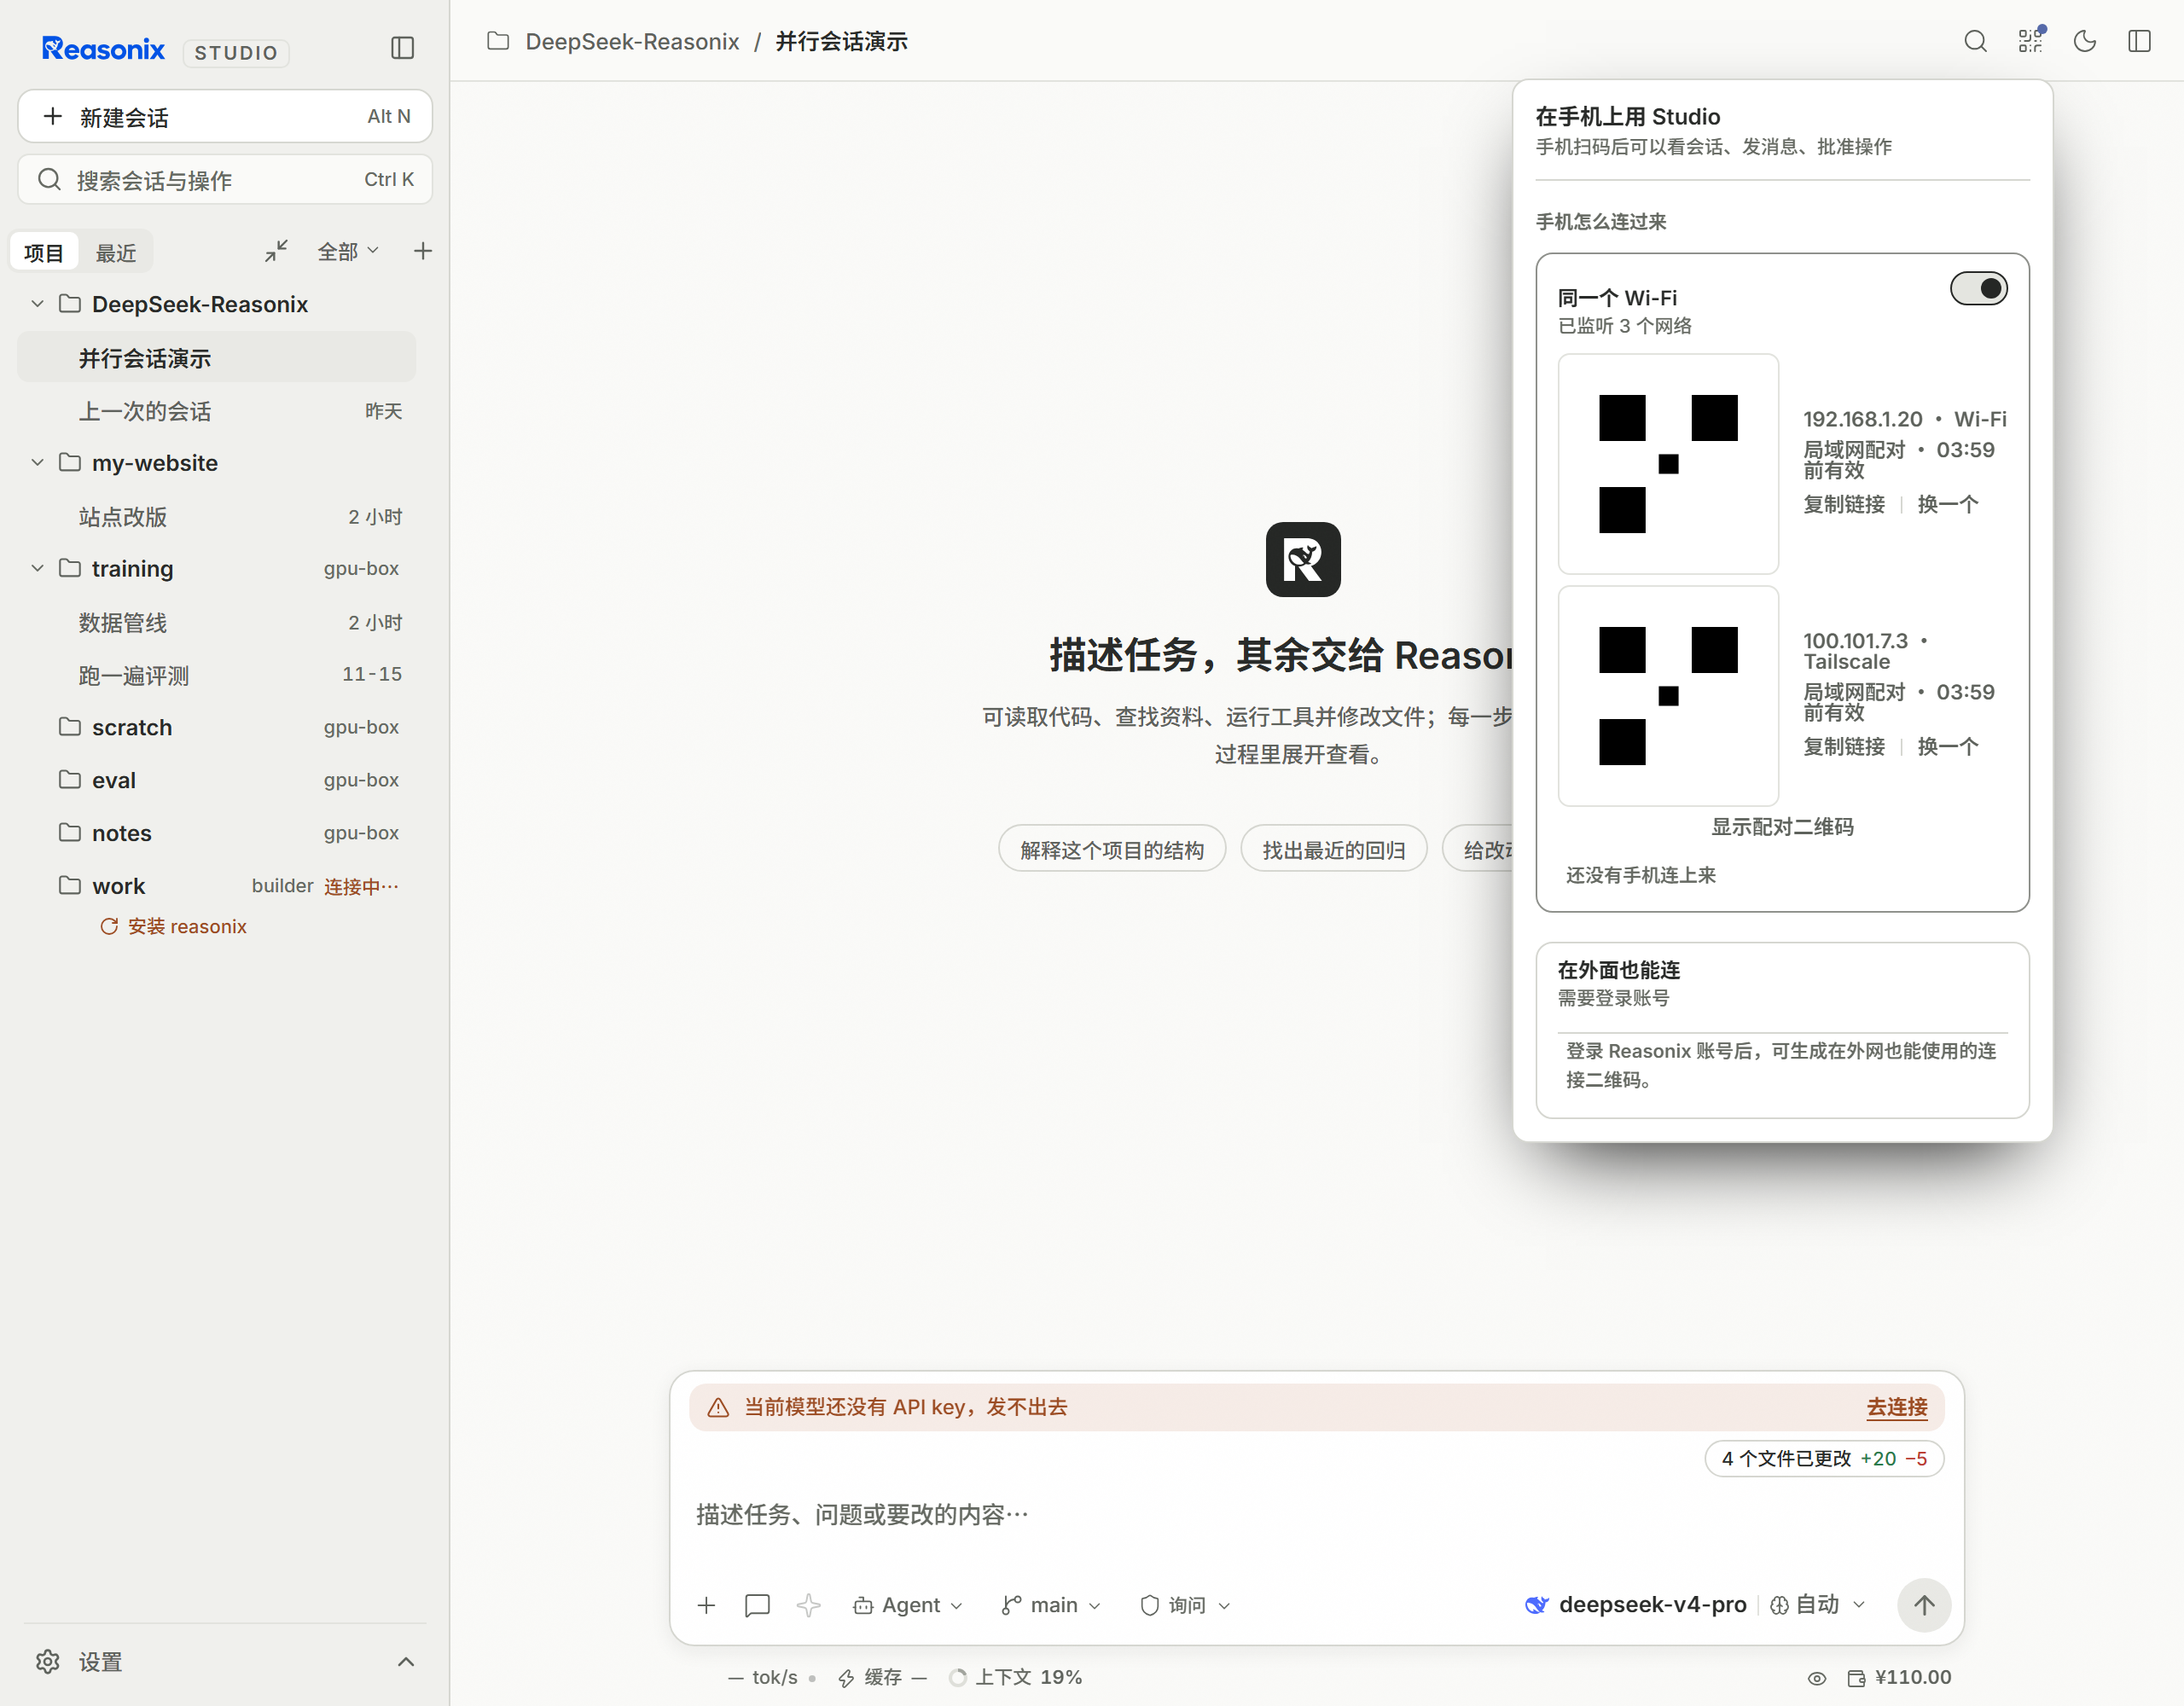 Reasonix STUDIO
新建会话 Alt N
搜索会话与操作 Ctrl K
项目 最近 全部
DeepSeek-Reasonix
并行会话演示
上一次的会话 昨天
my-website
站点改版 2 小时
training gpu-box
数据管线 2 小时
跑一遍评测 11-15
scratch gpu-box
eval gpu-box
notes gpu-box
work builder 连接中…
安装 reasonix
设置
DeepSeek-Reasonix / 并行会话演示
描述任务，其余交给 Reason
可读取代码、查找资料、运行工具并修改文件；每一步
过程里展开查看。
解释这个项目的结构 找出最近的回归 给改动
在手机上用 Studio
手机扫码后可以看会话、发消息、批准操作
手机怎么连过来
同一个 Wi-Fi
已监听 3 个网络
192.168.1.20 • Wi-Fi
局域网配对 • 03:59
前有效
复制链接 | 换一个
100.101.7.3 •
Tailscale
局域网配对 • 03:59
前有效
复制链接 | 换一个
显示配对二维码
还没有手机连上来
在外面也能连
需要登录账号
登录 Reasonix 账号后，可生成在外网也能使用的连
接二维码。
当前模型还没有 API key，发不出去 去连接
4 个文件已更改 +20 −5
描述任务、问题或要改的内容…
Agent main 询问 deepseek-v4-pro 自动
— tok/s 缓存 — 上下文 19% ¥110.00